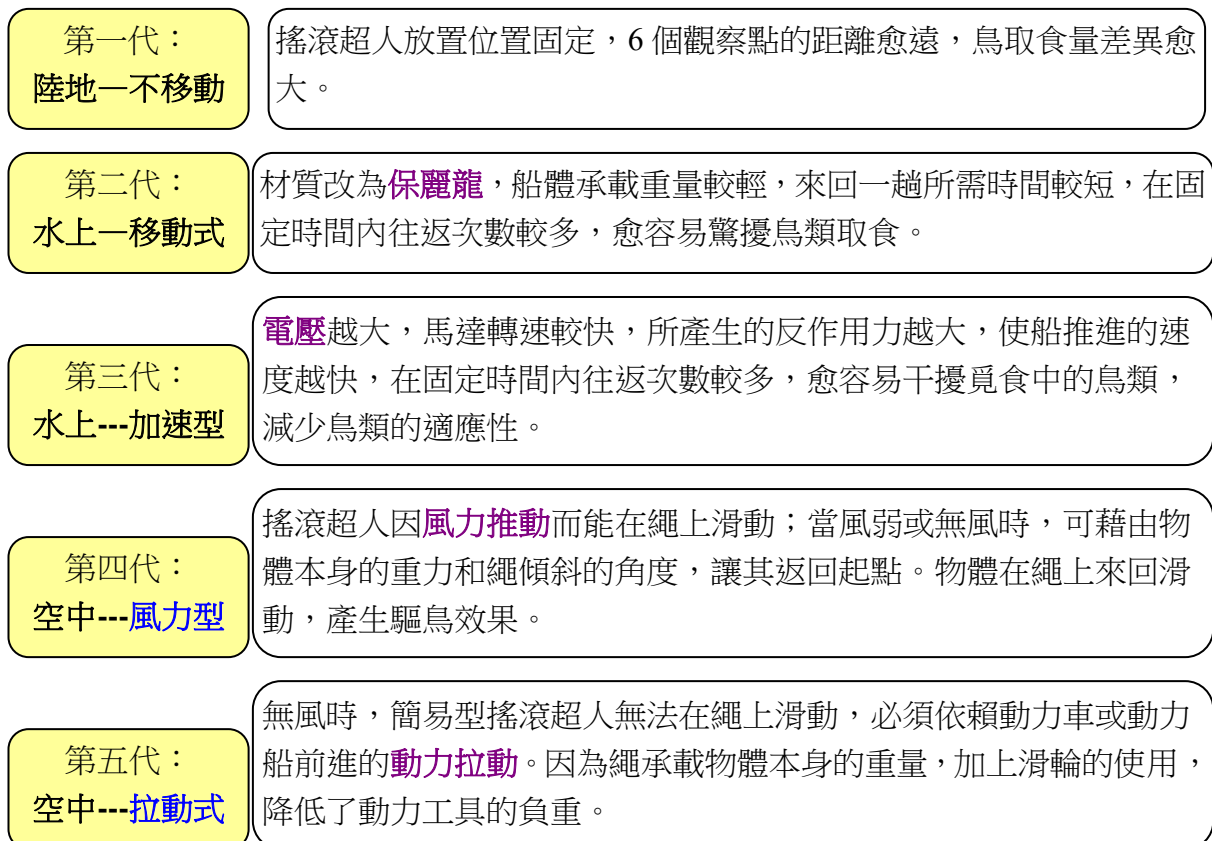 第一代：
陸地—不移動
搖滾超人放置位置固定，6 個觀察點的距離愈遠，鳥取食量差異愈
大。
第二代：
水上—移動式
材質改為保麗龍，船體承載重量較輕，來回一趟所需時間較短，在固
定時間內往返次數較多，愈容易驚擾鳥類取食。
第三代：
水上---加速型
電壓越大，馬達轉速較快，所產生的反作用力越大，使船推進的速
度越快，在固定時間內往返次數較多，愈容易干擾覓食中的鳥類，
減少鳥類的適應性。
第四代：
空中---風力型
搖滾超人因風力推動而能在繩上滑動；當風弱或無風時，可藉由物
體本身的重力和繩傾斜的角度，讓其返回起點。物體在繩上來回滑
動，產生驅鳥效果。
第五代：
空中---拉動式
無風時，簡易型搖滾超人無法在繩上滑動，必須依賴動力車或動力
船前進的動力拉動。因為繩承載物體本身的重量，加上滑輪的使用，
降低了動力工具的負重。